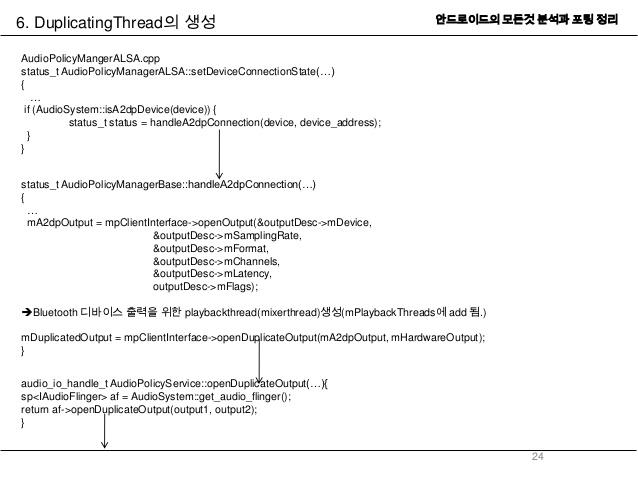 6. DuplicatingThread의 생성
안드로이드의 모든것 분석과 포팅 정리
AudioPolicyMangerALSA.cpp
status_t AudioPolicyManagerALSA::setDeviceConnectionState(…)
{
…
if (AudioSystem::isA2dpDevice(device)) {
status_t status = handleA2dpConnection(device, device_address);
}
}
status_t AudioPolicyManagerBase::handleA2dpConnection(…)
{
…
mA2dpOutput = mpClientInterface->openOutput(&outputDesc->mDevice,
&outputDesc->mSamplingRate,
&outputDesc->mFormat,
&outputDesc->mChannels,
&outputDesc->mLatency,
outputDesc->mFlags);
➔Bluetooth 디바이스 출력을 위한 playbackthread(mixerthread)생성(mPlaybackThreads에 add 됨.)
mDuplicatedOutput = mpClientInterface->openDuplicateOutput(mA2dpOutput, mHardwareOutput);
}
audio_io_handle_t AudioPolicyService::openDuplicateOutput(…){
sp<IAudioFlinger> af = AudioSystem::get_audio_flinger();
return af->openDuplicateOutput(output1, output2);
}
24